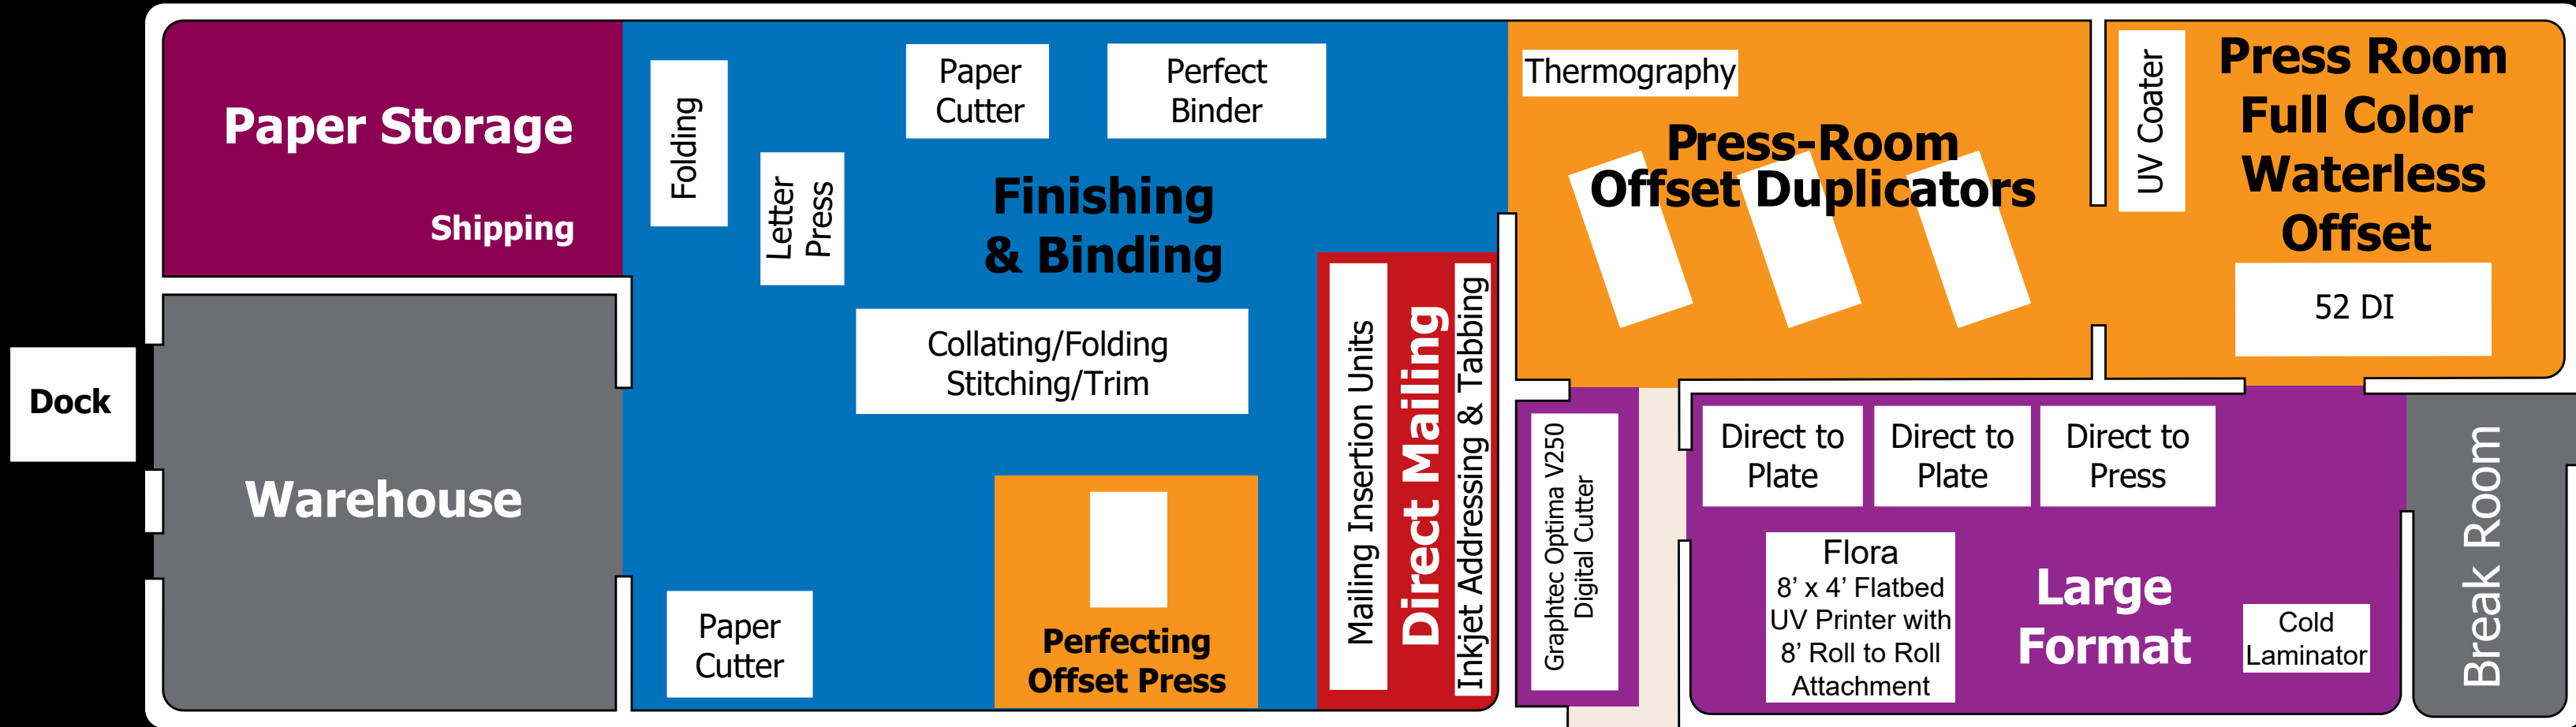 Dock
Paper Storage
Shipping
Warehouse
Folding
Letter
Press
Paper
Cutter
Perfect
Binder
Finishing
& Binding
Collating/Folding
Stitching/Trim
Paper
Cutter
Perfecting
Offset Press
Mailing Insertion Units
Direct Mailing
Inkjet Addressing & Tabbing
Thermography
Press-Room
Offset Duplicators
UV Coater
Press Room
Full Color
Waterless
Offset
52 DI
Graphtec Optima V250
Digital Cutter
Direct to
Plate
Direct to
Plate
Direct to
Press
Flora
8’ x 4’ Flatbed
UV Printer with
8’ Roll to Roll
Attachment
Large
Format
Cold
Laminator
Break Room